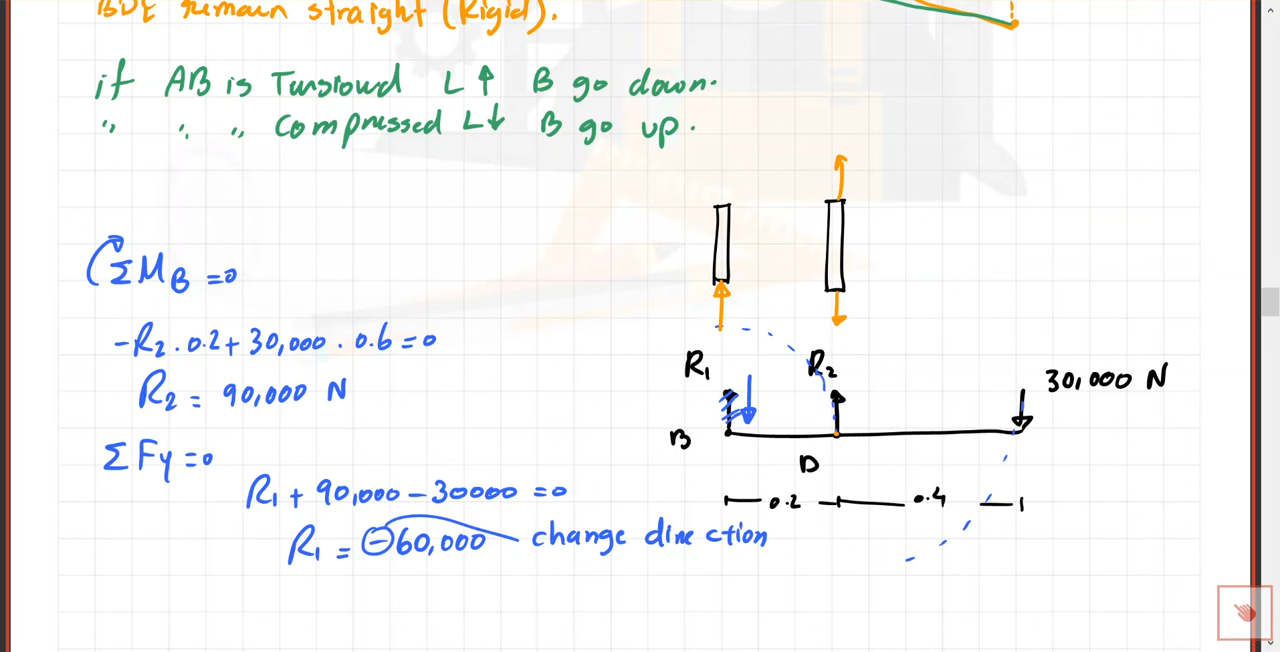 BDE remain straight (Rigid).
if AB is Tensioned L ↑ B go down.
" " " Compressed L↓ B go up.
ΣM_B = 0
-R₂ . 0.2 + 30,000 . 0.6 = 0
R₂ = 90,000 N
ΣFy = 0
R₁ + 90,000 - 30000 = 0
R₁ = -60,000 change direction
R₁ R₂ 30,000 N
B
D
0.2 0.4